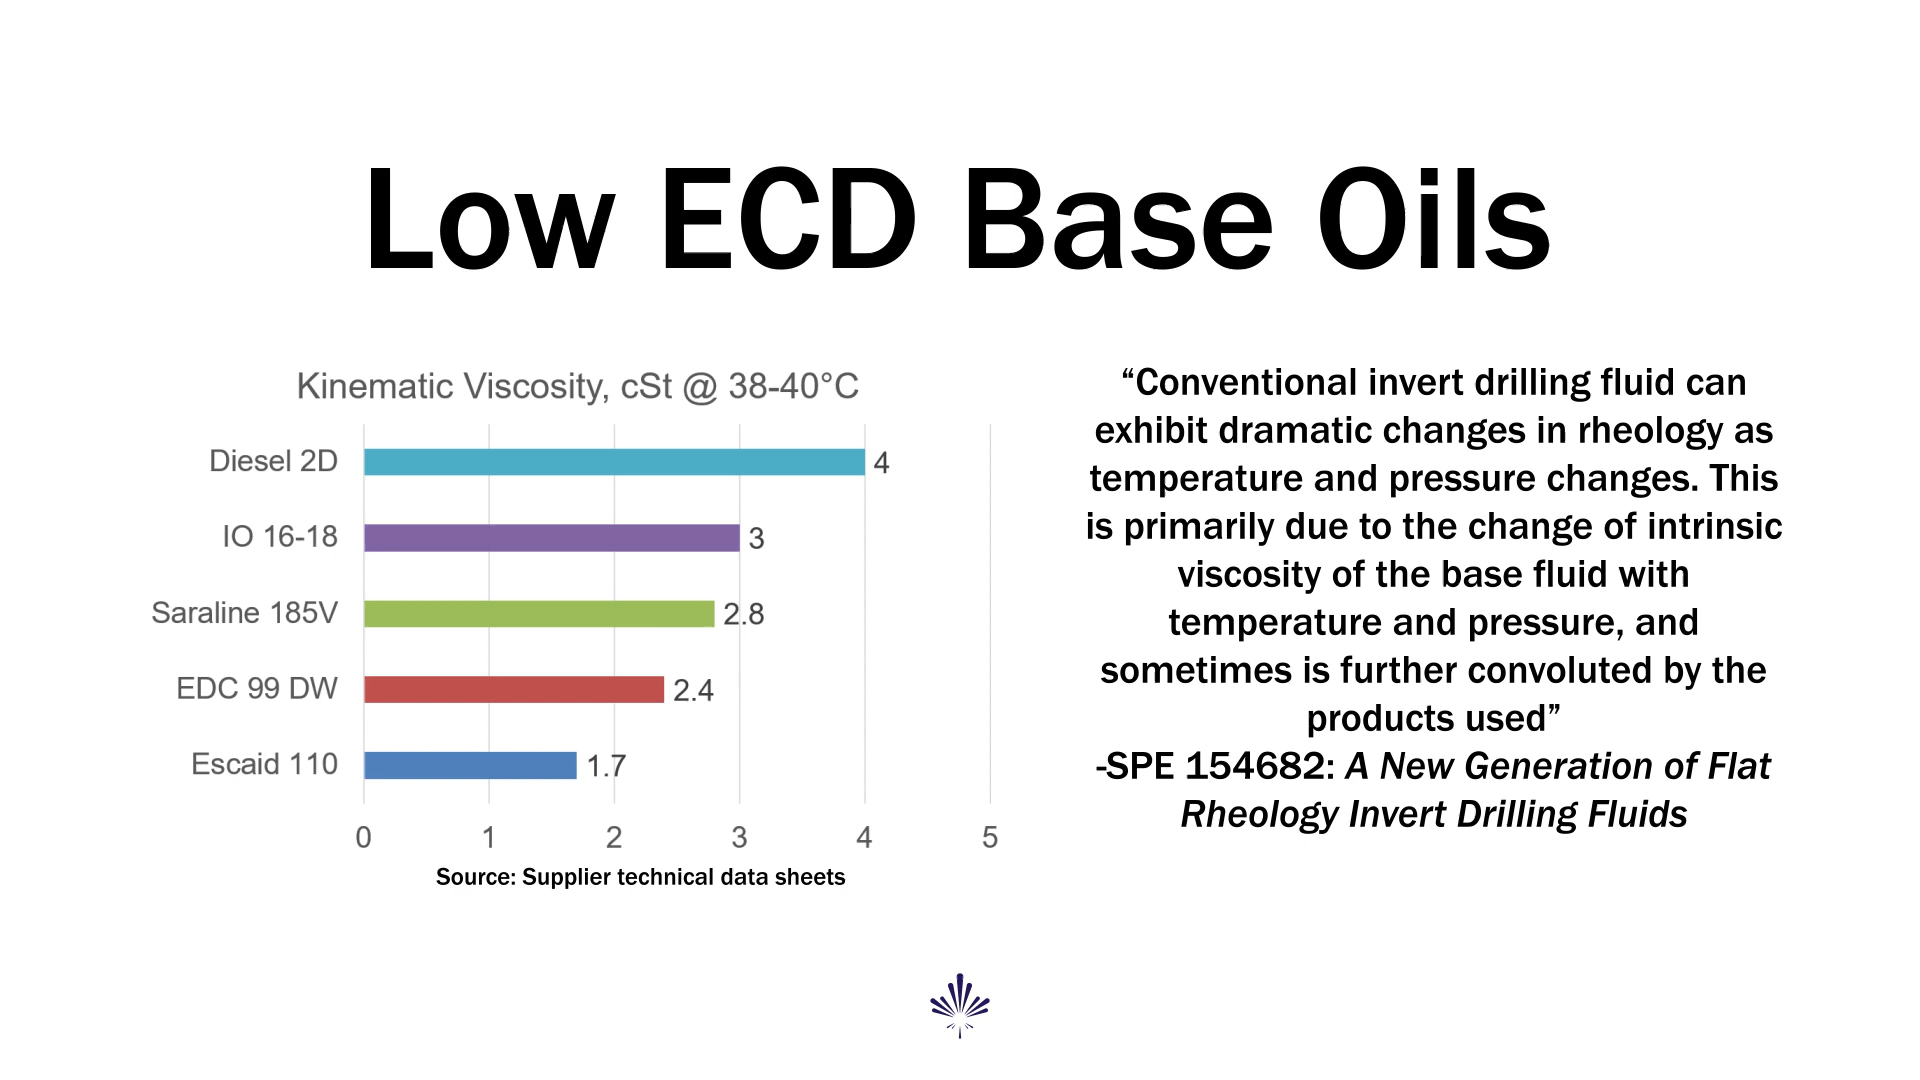 Low ECD Base Oils
Kinematic Viscosity, cSt @ 38-40°C
Diesel 2D
4
IO 16-18
3
Saraline 185V
2.8
EDC 99 DW
2.4
Escaid 110
1.7
0 1 2 3 4 5
Source: Supplier technical data sheets
“Conventional invert drilling fluid can
exhibit dramatic changes in rheology as
temperature and pressure changes. This
is primarily due to the change of intrinsic
viscosity of the base fluid with
temperature and pressure, and
sometimes is further convoluted by the
products used”
-SPE 154682: A New Generation of Flat
Rheology Invert Drilling Fluids